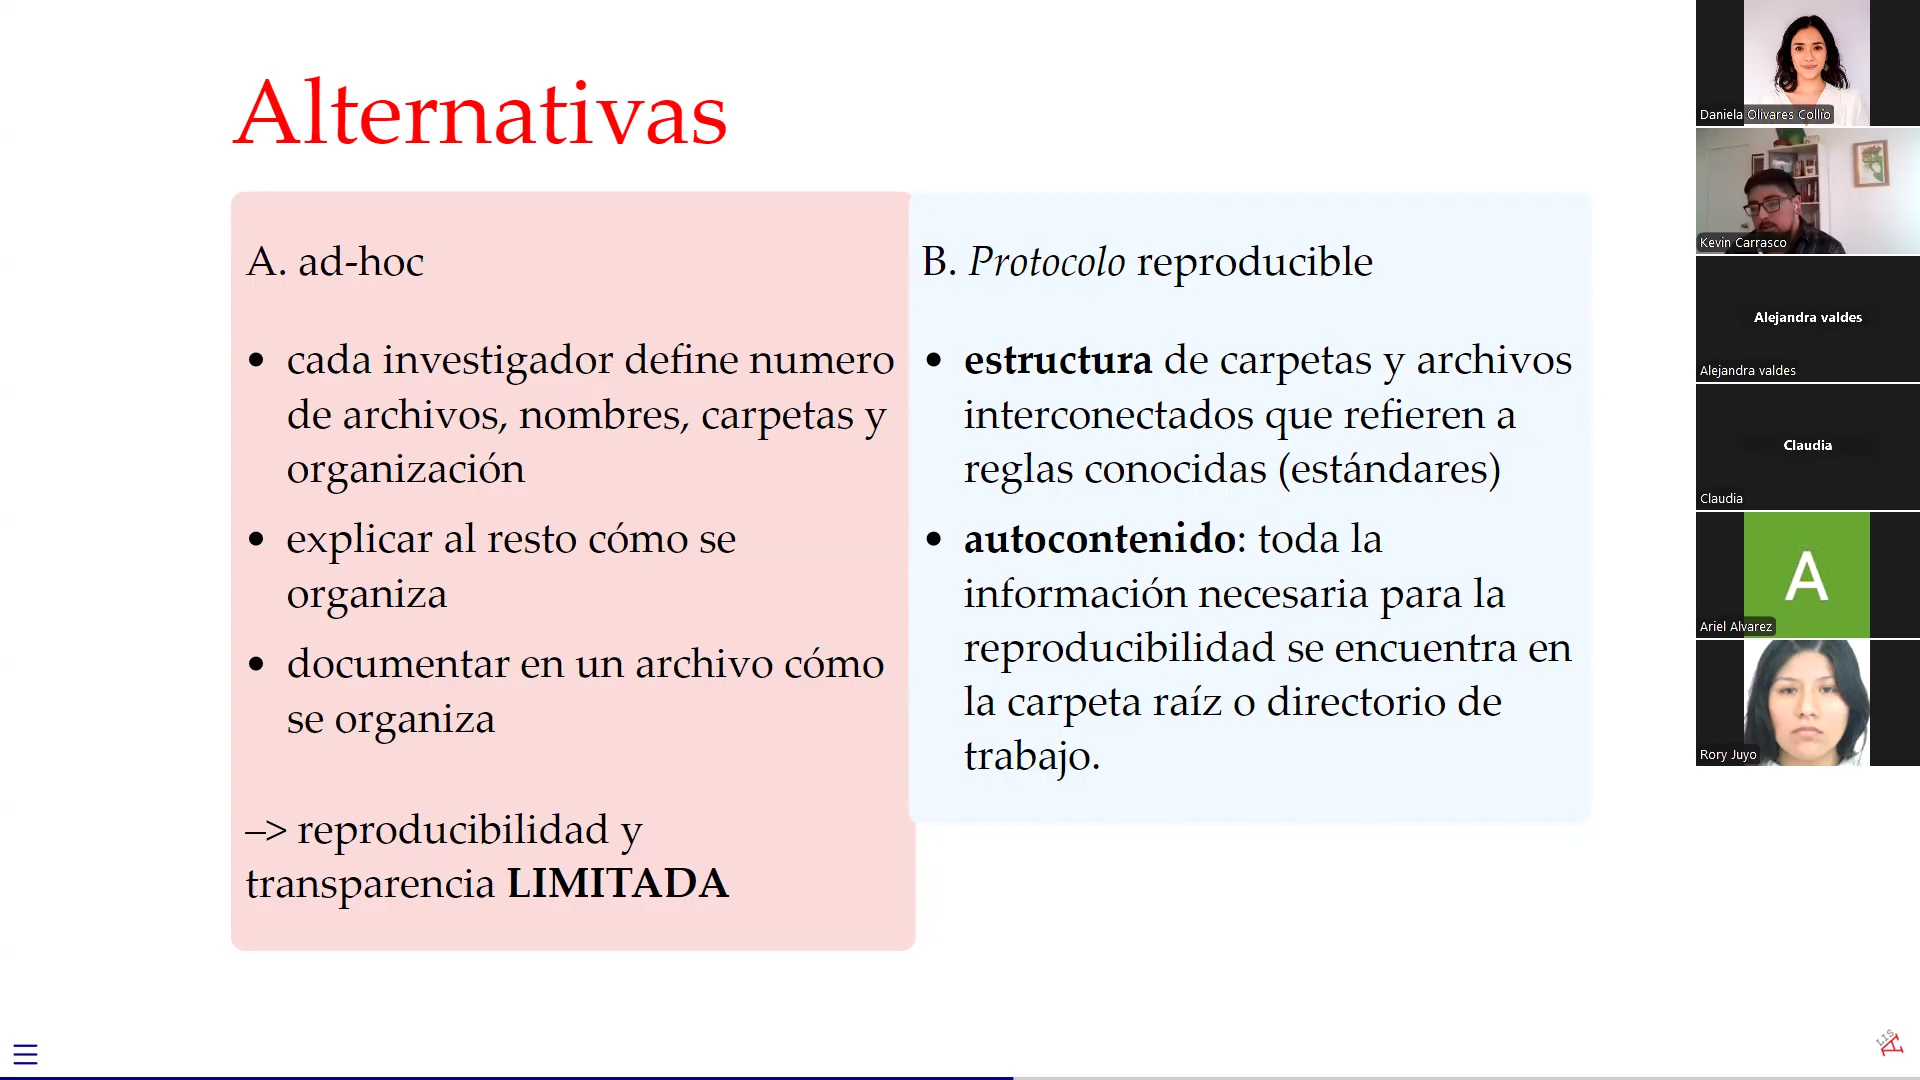 Alternativas
A. ad-hoc
• cada investigador define numero
de archivos, nombres, carpetas y
organización
• explicar al resto cómo se
organiza
• documentar en un archivo cómo
se organiza
–> reproducibilidad y
transparencia LIMITADA
B. Protocolo reproducible
• estructura de carpetas y archivos
interconectados que refieren a
reglas conocidas (estándares)
• autocontenido: toda la
información necesaria para la
reproducibilidad se encuentra en
la carpeta raíz o directorio de
trabajo.
Daniela Olivares Collío
Kevin Carrasco
Alejandra valdes
Alejandra valdes
Claudia
Claudia
A
Ariel Alvarez
Rory Juyo
LIS
A